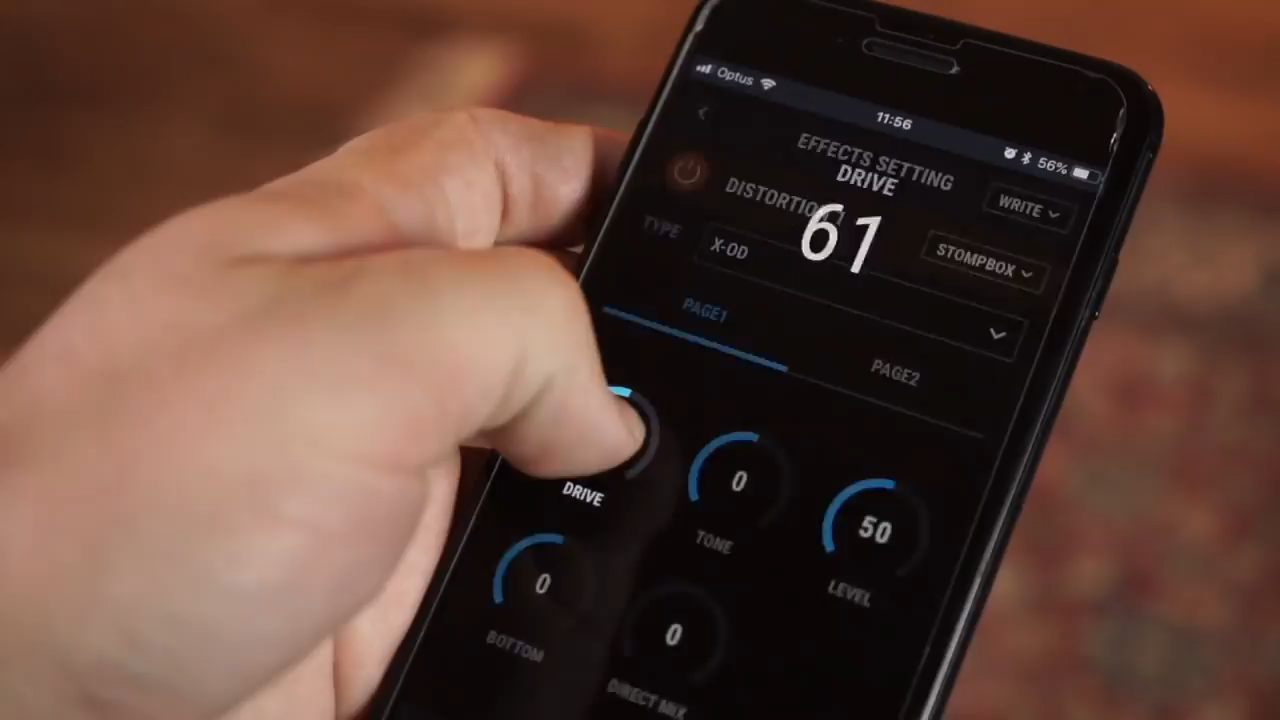 Optus
11:56
56%
EFFECTS SETTING
DRIVE
61
DISTORTION
WRITE
TYPE
X-OD
STOMPBOX
PAGE1
PAGE2
DRIVE
0
TONE
50
LEVEL
0
BOTTOM
0
DIRECT MIX